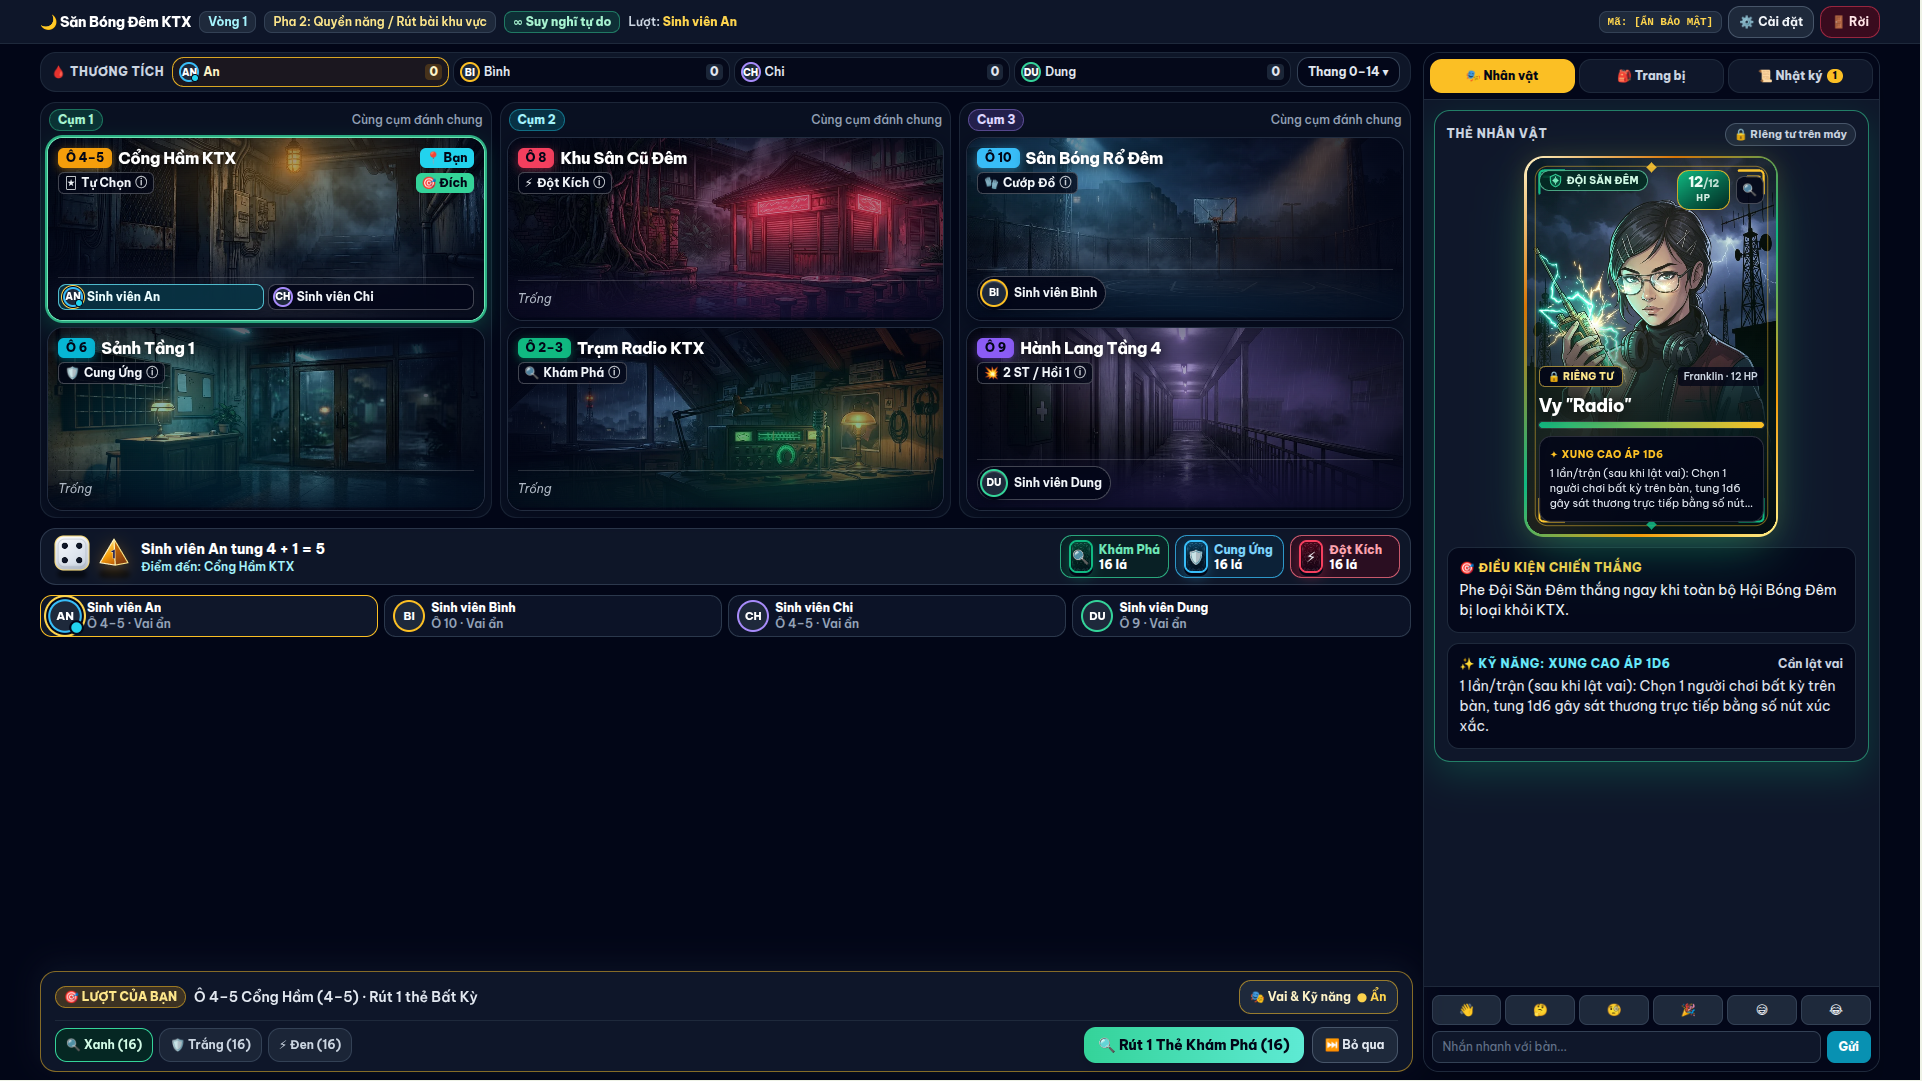 🌙 Săn Bóng Đêm KTX
Vòng 1
Pha 2: Quyền năng / Rút bài khu vực
∞ Suy nghĩ tự do
Lượt: Sinh viên An
Mã: [ẨN BẢO MẬT]
⚙️ Cài đặt
🚪 Rời
🩸 THƯƠNG TÍCH
AN An 0
BI Bình 0
CH Chi 0
DU Dung 0
Thang 0–14 ▾
Cụm 1
Cùng cụm đánh chung
Ô 4–5 Cổng Hầm KTX
📍 Bạn
🃏 Tự Chọn ⓘ
🎯 Đích
AN Sinh viên An
CH Sinh viên Chi
Ô 6 Sảnh Tầng 1
🛡️ Cung Ứng ⓘ
Trống
Cụm 2
Cùng cụm đánh chung
Ô 8 Khu Sân Cũ Đêm
⚡ Đột Kích ⓘ
Trống
Ô 2–3 Trạm Radio KTX
🔍 Khám Phá ⓘ
Trống
Cụm 3
Cùng cụm đánh chung
Ô 10 Sân Bóng Rổ Đêm
🧤 Cướp Đồ ⓘ
BI Sinh viên Bình
Ô 9 Hành Lang Tầng 4
💥 2 ST / Hồi 1 ⓘ
DU Sinh viên Dung
1
Sinh viên An tung 4 + 1 = 5
Điểm đến: Cổng Hầm KTX
🔍 Khám Phá
16 lá
🛡️ Cung Ứng
16 lá
⚡ Đột Kích
16 lá
AN Sinh viên An
Ô 4–5 · Vai ẩn
BI Sinh viên Bình
Ô 10 · Vai ẩn
CH Sinh viên Chi
Ô 4–5 · Vai ẩn
DU Sinh viên Dung
Ô 9 · Vai ẩn
🎯 LƯỢT CỦA BẠN
Ô 4–5 Cổng Hầm (4–5) · Rút 1 thẻ Bất Kỳ
🎭 Vai & Kỹ năng ● Ẩn
🔍 Xanh (16)
🛡️ Trắng (16)
⚡ Đen (16)
🔍 Rút 1 Thẻ Khám Phá (16)
⏩ Bỏ qua
🎭 Nhân vật
🎒 Trang bị
📜 Nhật ký 1
THẺ NHÂN VẬT
🔒 Riêng tư trên máy
ĐỘI SĂN ĐÊM
12/12
HP
🔍
🔒 RIÊNG TƯ
Franklin · 12 HP
Vy "Radio"
✦ XUNG CAO ÁP 1D6
1 lần/trận (sau khi lật vai): Chọn 1
người chơi bất kỳ trên bàn, tung 1d6
gây sát thương trực tiếp bằng số nút...
🎯 ĐIỀU KIỆN CHIẾN THẮNG
Phe Đội Săn Đêm thắng ngay khi toàn bộ Hội Bóng Đêm
bị loại khỏi KTX.
✨ KỸ NĂNG: XUNG CAO ÁP 1D6
Cần lật vai
1 lần/trận (sau khi lật vai): Chọn 1 người chơi bất kỳ trên
bàn, tung 1d6 gây sát thương trực tiếp bằng số nút xúc
xắc.
Nhắn nhanh với bàn...
Gửi